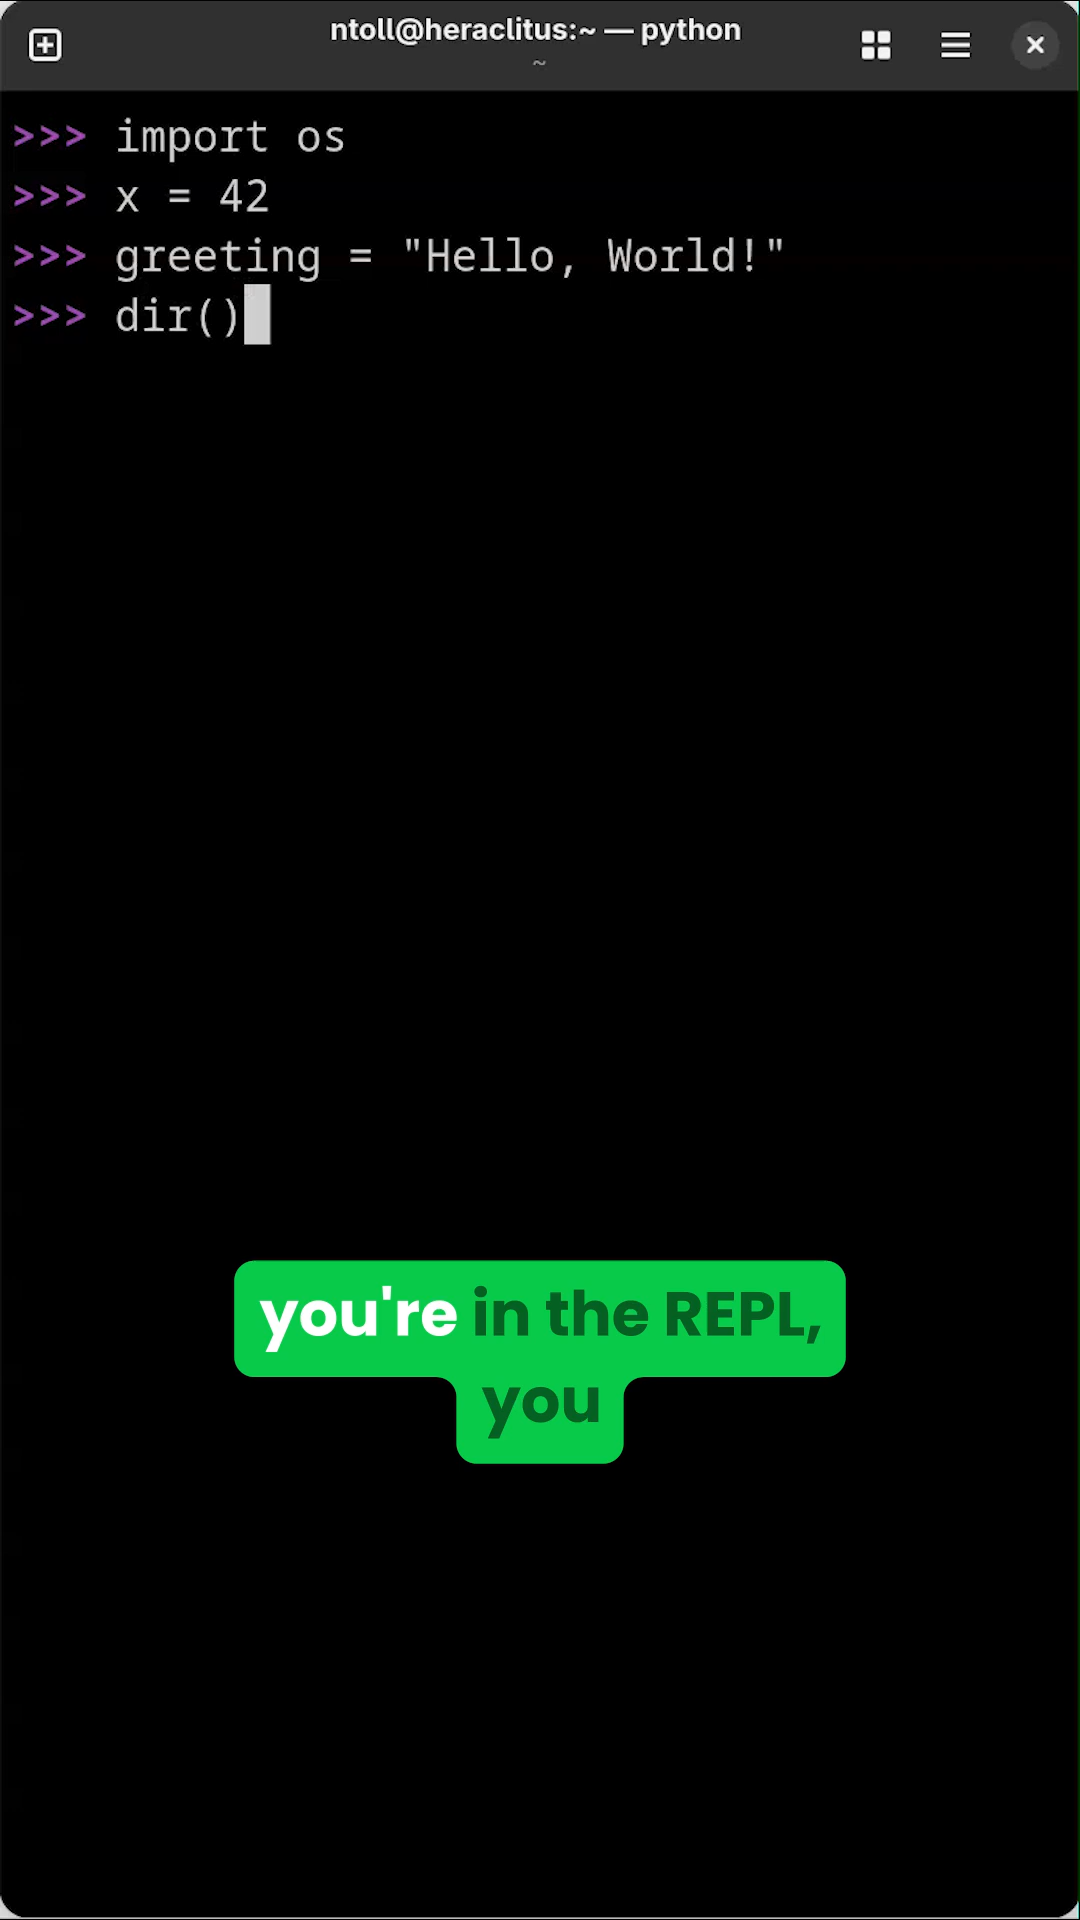 ntoll@heraclitus:~ — python
~
>>> import os
>>> x = 42
>>> greeting = "Hello, World!"
>>> dir()
you're in the REPL,
you